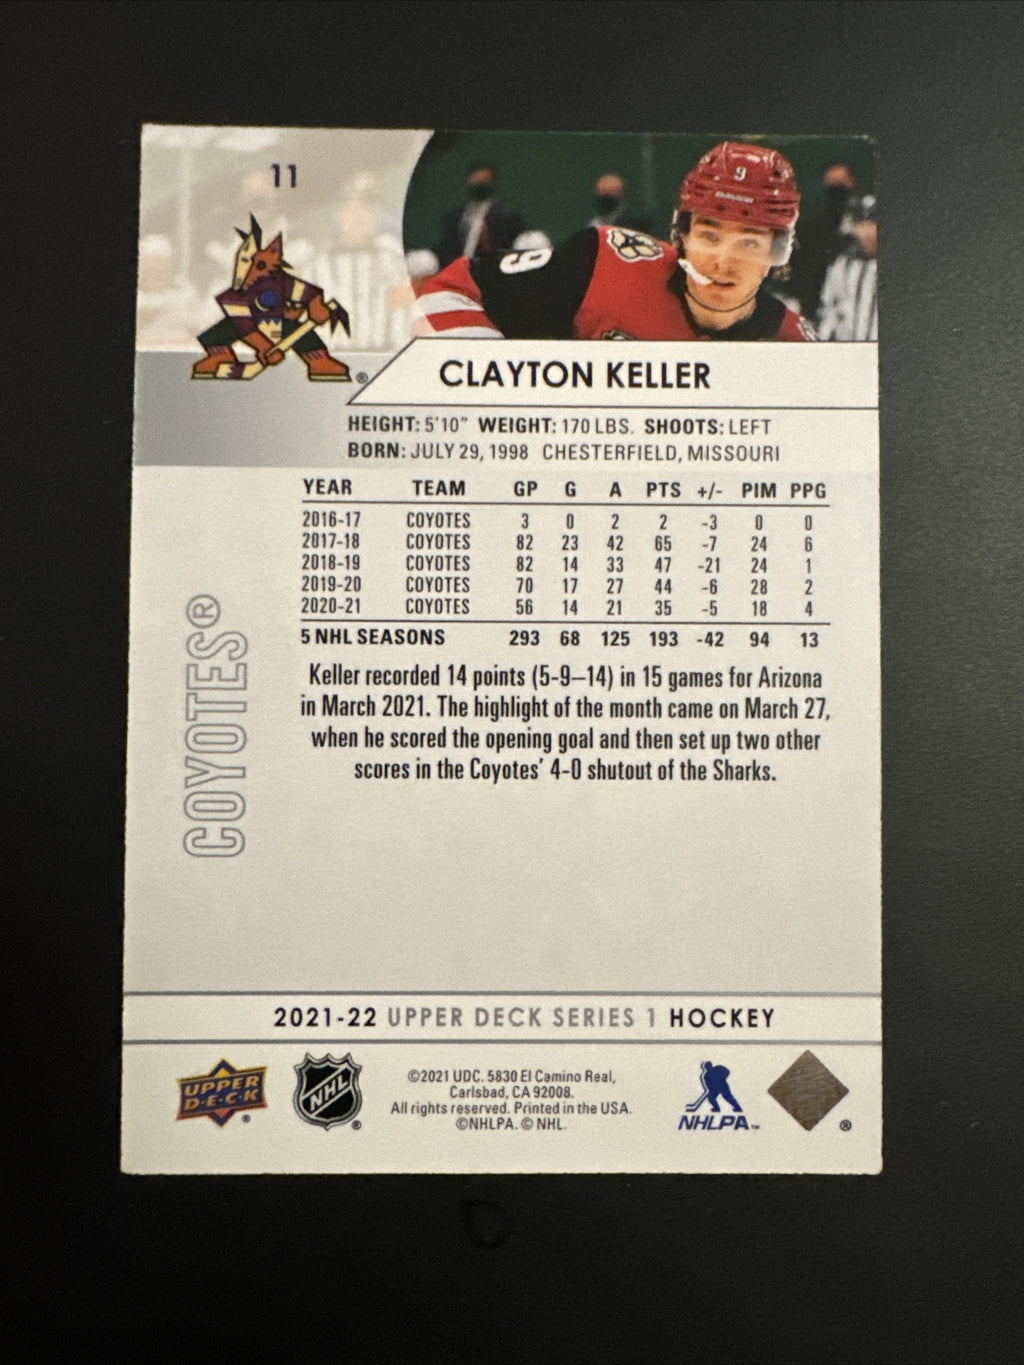 11
9
9
®
CLAYTON KELLER
HEIGHT: 5'10" WEIGHT: 170 LBS. SHOOTS: LEFT
BORN: JULY 29, 1998 CHESTERFIELD, MISSOURI
YEAR TEAM GP G A PTS +/- PIM PPG
2016-17 COYOTES 3 0 2 2 -3 0 0
2017-18 COYOTES 82 23 42 65 -7 24 6
2018-19 COYOTES 82 14 33 47 -21 24 1
2019-20 COYOTES 70 17 27 44 -6 28 2
2020-21 COYOTES 56 14 21 35 -5 18 4
5 NHL SEASONS 293 68 125 193 -42 94 13
COYOTES®
Keller recorded 14 points (5-9–14) in 15 games for Arizona
in March 2021. The highlight of the month came on March 27,
when he scored the opening goal and then set up two other
scores in the Coyotes' 4-0 shutout of the Sharks.
2021-22 UPPER DECK SERIES 1 HOCKEY
UPPER
D·E·C·K
®
NHL
®
©2021 UDC. 5830 El Camino Real,
Carlsbad, CA 92008.
All rights reserved. Printed in the USA.
©NHLPA. © NHL.
NHLPA™
®